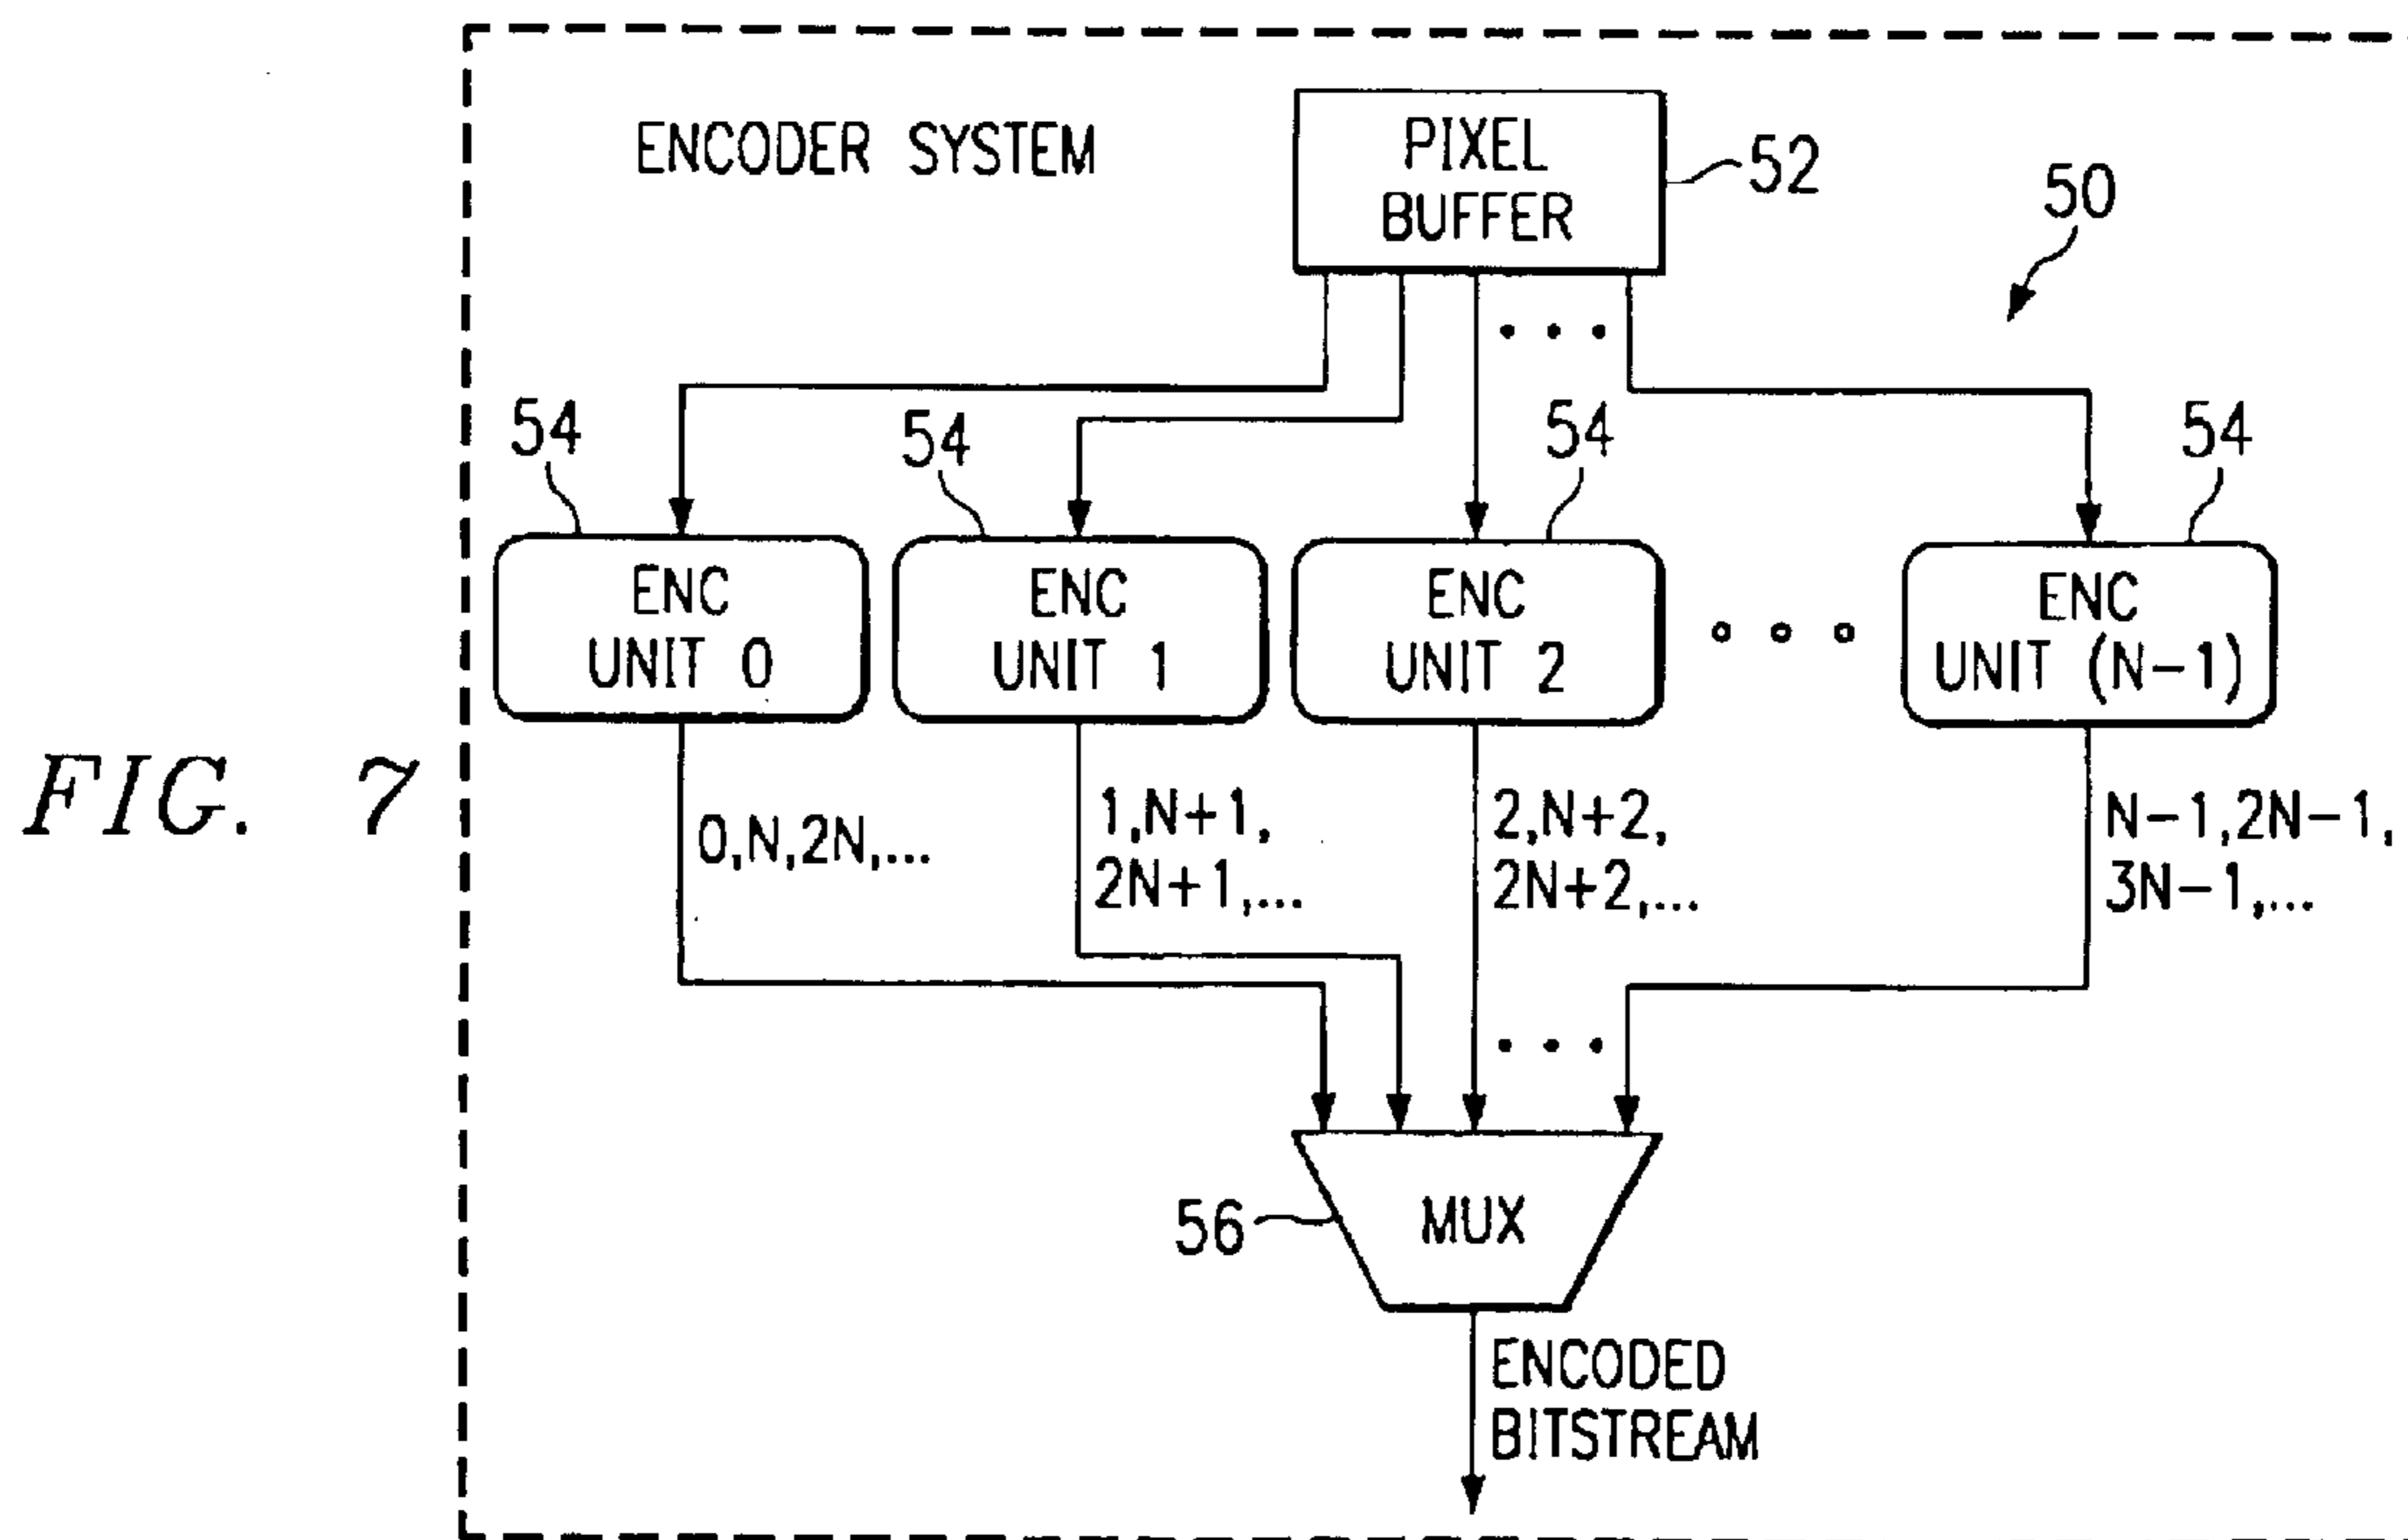 ENCODER SYSTEM
PIXEL
BUFFER
52
50
54
54
54
54
ENC
UNIT 0
ENC
UNIT 1
ENC
UNIT 2
ENC
UNIT (N-1)
FIG. 7
0,N,2N,...
1,N+1,
2N+1,...
2,N+2,
2N+2,...
N-1,2N-1,
3N-1,...
56
MUX
ENCODED
BITSTREAM